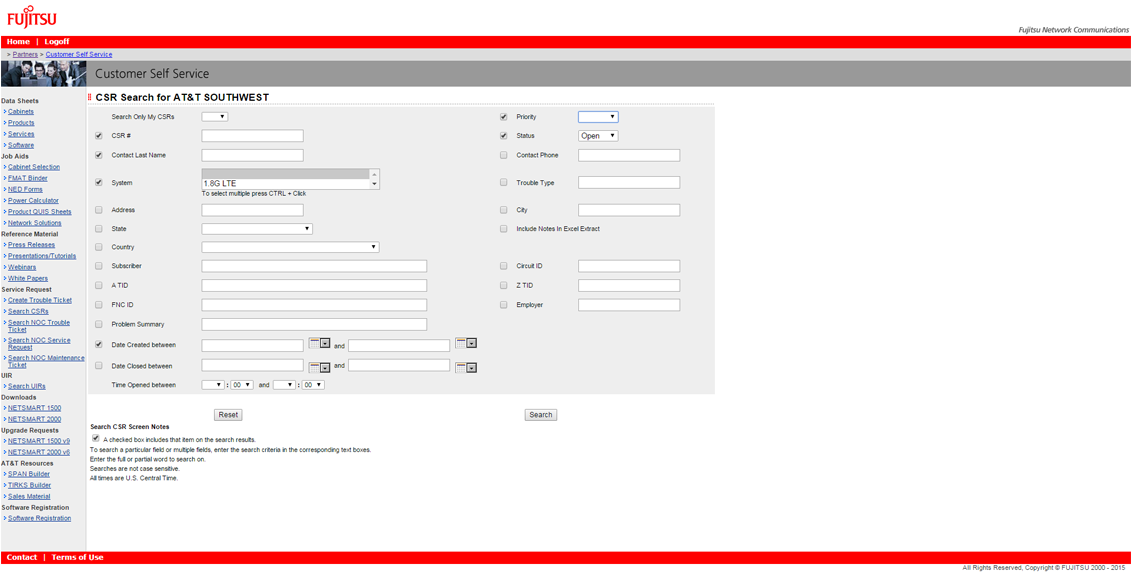 FUJITSU
Fujitsu Network Communications
Home | Logoff
> Partners > Customer Self Service
Customer Self Service
Data Sheets
Cabinets
Products
Services
Software
Job Aids
Cabinet Selection
FMAT Binder
NED Forms
Power Calculator
Product QUIS Sheets
Network Solutions
Reference Material
Press Releases
Presentations/Tutorials
Webinars
White Papers
Service Request
Create Trouble Ticket
Search CSRs
Search NOC Trouble
Ticket
Search NOC Service
Request
Search NOC Maintenance
Ticket
UIR
Search UIRs
Downloads
NETSMART 1500
NETSMART 2000
Upgrade Requests
NETSMART 1500 v9
NETSMART 2000 v6
AT&T Resources
SPAN Builder
TIRKS Builder
Sales Material
Software Registration
Software Registration
CSR Search for AT&T SOUTHWEST
Search Only My CSRs
Priority
CSR #
Status Open
Contact Last Name
Contact Phone
System
1.8G LTE
To select multiple press CTRL + Click
Trouble Type
Address
City
State
Include Notes In Excel Extract
Country
Subscriber
Circuit ID
A TID
Z TID
FNC ID
Employer
Problem Summary
Date Created between and
Date Closed between and
Time Opened between : 00 and : 00
Reset Search
Search CSR Screen Notes
A checked box includes that item on the search results.
To search a particular field or multiple fields, enter the search criteria in the corresponding text boxes.
Enter the full or partial word to search on.
Searches are not case sensitive.
All times are U.S. Central Time.
Contact | Terms of Use
All Rights Reserved, Copyright © FUJITSU 2000 - 2015